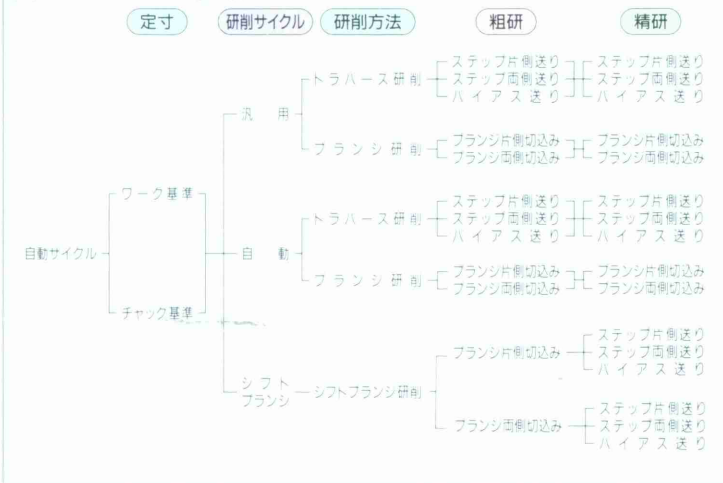 定寸 研削サイクル 研削方法 粗研 精研
自動サイクル
ワーク基準
チャック基準
汎用
トラバース研削
ステップ片側送り ステップ片側送り
ステップ両側送り ステップ両側送り
バイアス送り バイアス送り
プランジ研削
プランジ片側切込み プランジ片側切込み
プランジ両側切込み プランジ両側切込み
自動
トラバース研削
ステップ片側送り ステップ片側送り
ステップ両側送り ステップ両側送り
バイアス送り バイアス送り
プランジ研削
プランジ片側切込み プランジ片側切込み
プランジ両側切込み プランジ両側切込み
シフト
プランジ
シフトプランジ研削
プランジ片側切込み
ステップ片側送り
ステップ両側送り
バイアス送り
プランジ両側切込み
ステップ片側送り
ステップ両側送り
バイアス送り